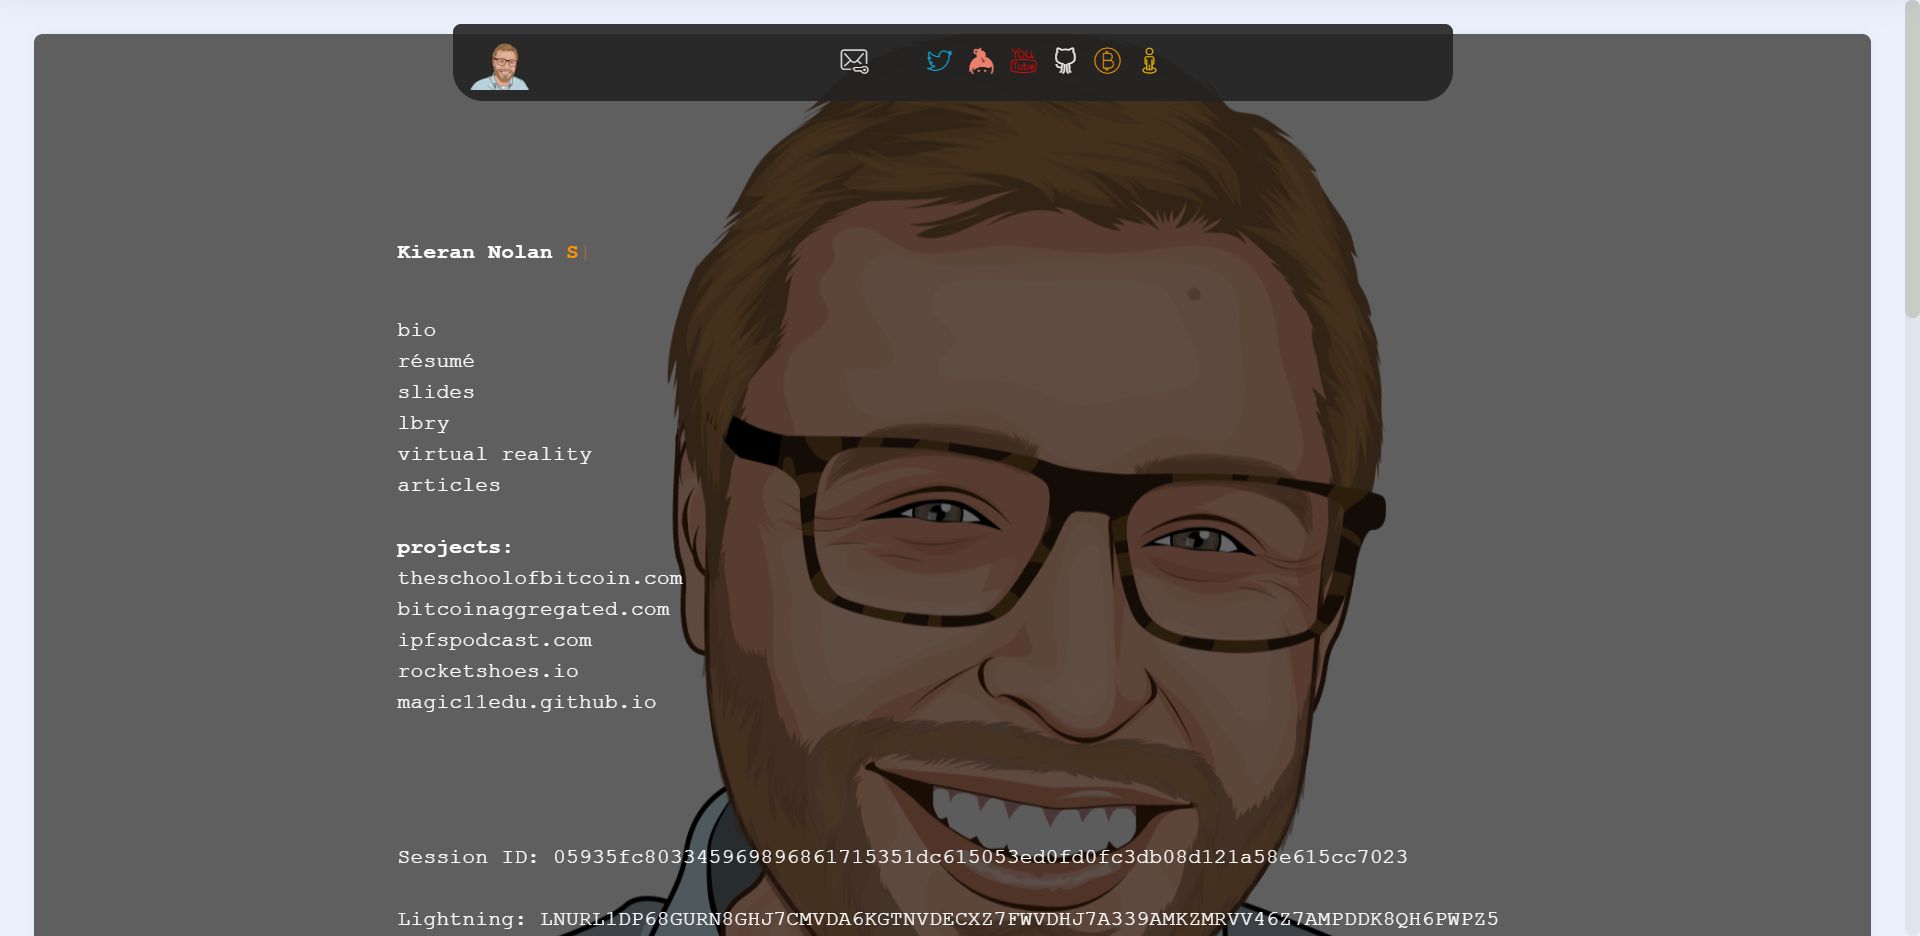 You
Tube
Kieran Nolan S
bio
résumé
slides
lbry
virtual reality
articles
projects:
theschoolofbitcoin.com
bitcoinaggregated.com
ipfspodcast.com
rocketshoes.io
magic11edu.github.io
Session ID: 05935fc803345969896861715351dc615053ed0fd0fc3db08d121a58e615cc7023
Lightning: LNURL1DP68GURN8GHJ7CMVDA6KGTNVDECXZ7FWVDHJ7A339AMKZMRVV46Z7AMPDDK8QH6PWPZ5